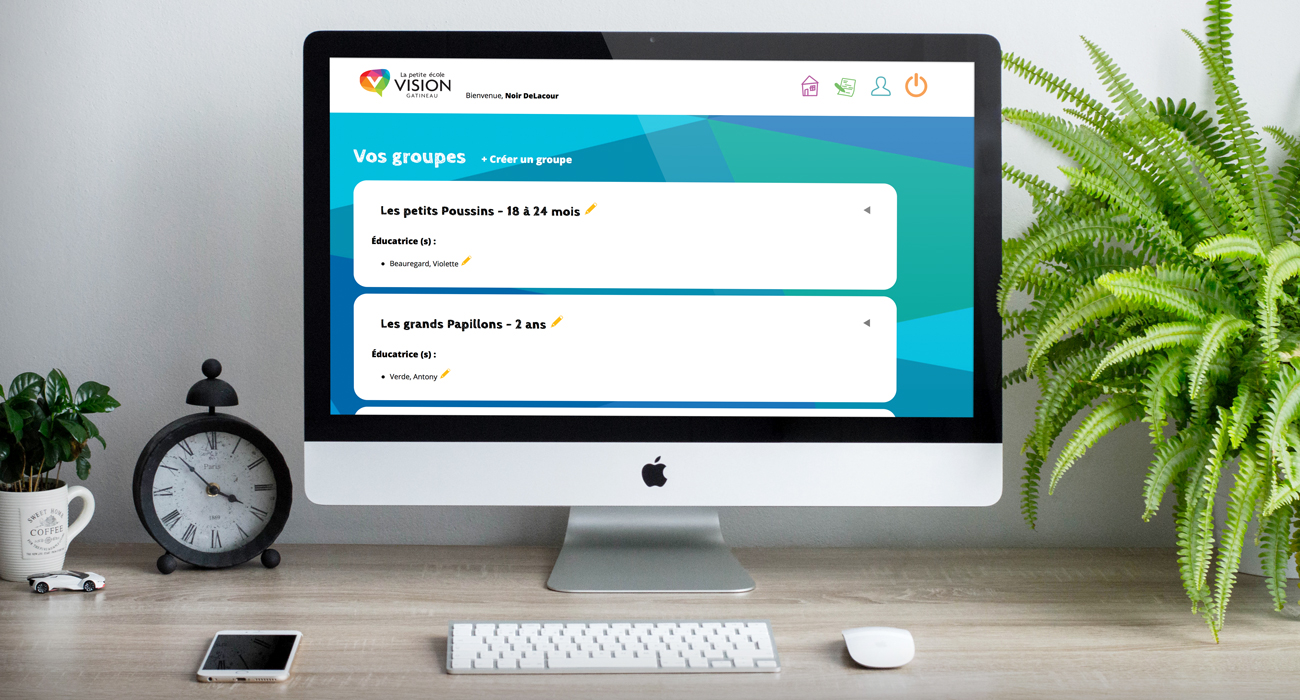 La petite école
VISION
GATINEAU
Bienvenue, Noir DeLacour
Vos groupes
+ Créer un groupe
Les petits Poussins - 18 à 24 mois
Éducatrice (s) :
• Beauregard, Violette
Les grands Papillons - 2 ans
Éducatrice (s) :
• Verde, Antony
Paris
1869
SWEET HOME
COFFEE